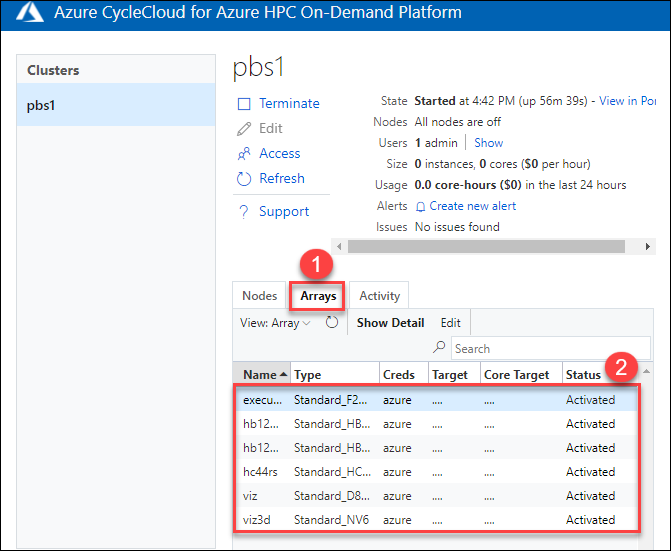 Azure CycleCloud for Azure HPC On-Demand Platform
Clusters
pbs1
pbs1
Terminate
Edit
Access
Refresh
Support
State Started at 4:42 PM (up 56m 39s) - View in Por
Nodes All nodes are off
Users 1 admin | Show
Size 0 instances, 0 cores ($0 per hour)
Usage 0.0 core-hours ($0) in the last 24 hours
Alerts Create new alert
Issues No issues found
1
Nodes Arrays Activity
View: Array Show Detail Edit
Search
2
Name Type Creds Target Core Target Status
execu... Standard_F2... azure .... .... Activated
hb12... Standard_HB... azure .... .... Activated
hb12... Standard_HB... azure .... .... Activated
hc44rs Standard_HC... azure .... .... Activated
viz Standard_D8... azure .... .... Activated
viz3d Standard_NV6 azure .... .... Activated